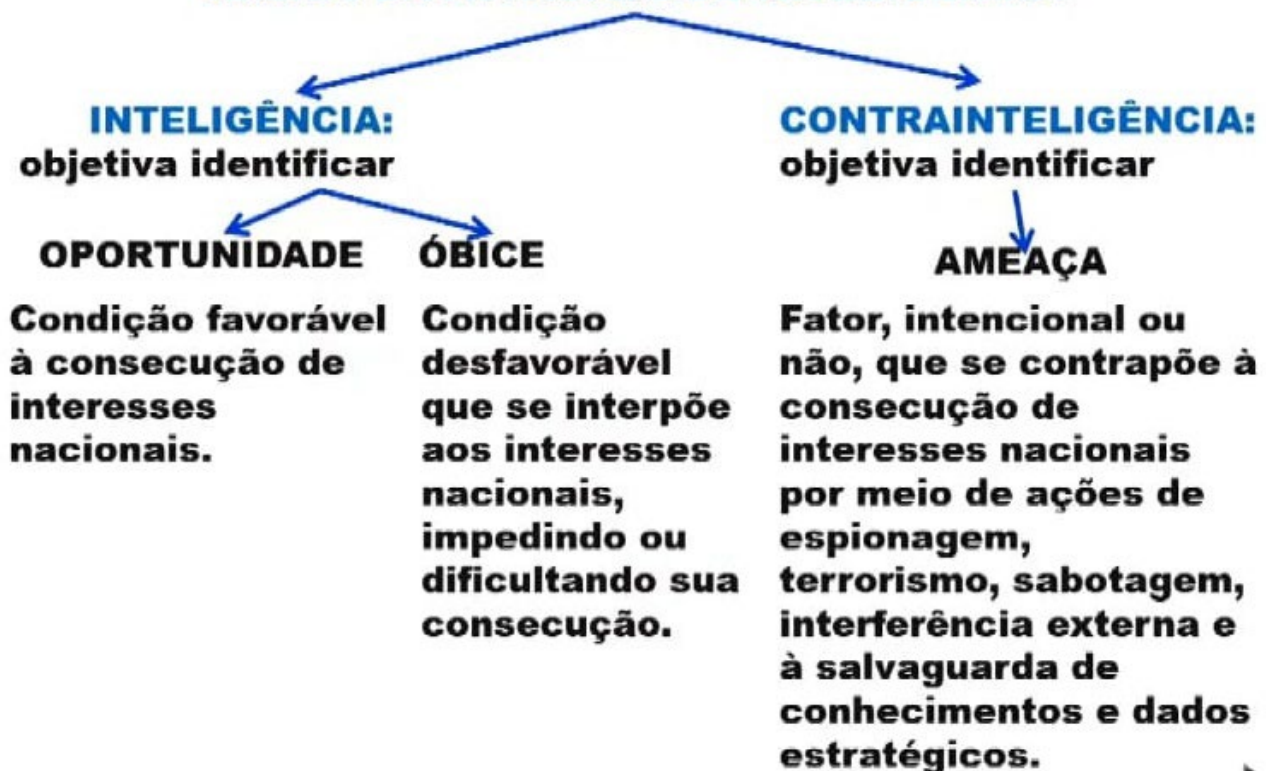 INTELIGÊNCIA:
objetiva identificar
OPORTUNIDADE
Condição favorável
à consecução de
interesses
nacionais.
ÓBICE
Condição
desfavorável
que se interpõe
aos interesses
nacionais,
impedindo ou
dificultando sua
consecução.
CONTRAINTELIGÊNCIA:
objetiva identificar
AMEAÇA
Fator, intencional ou
não, que se contrapõe à
consecução de
interesses nacionais
por meio de ações de
espionagem,
terrorismo, sabotagem,
interferência externa e
à salvaguarda de
conhecimentos e dados
estratégicos.